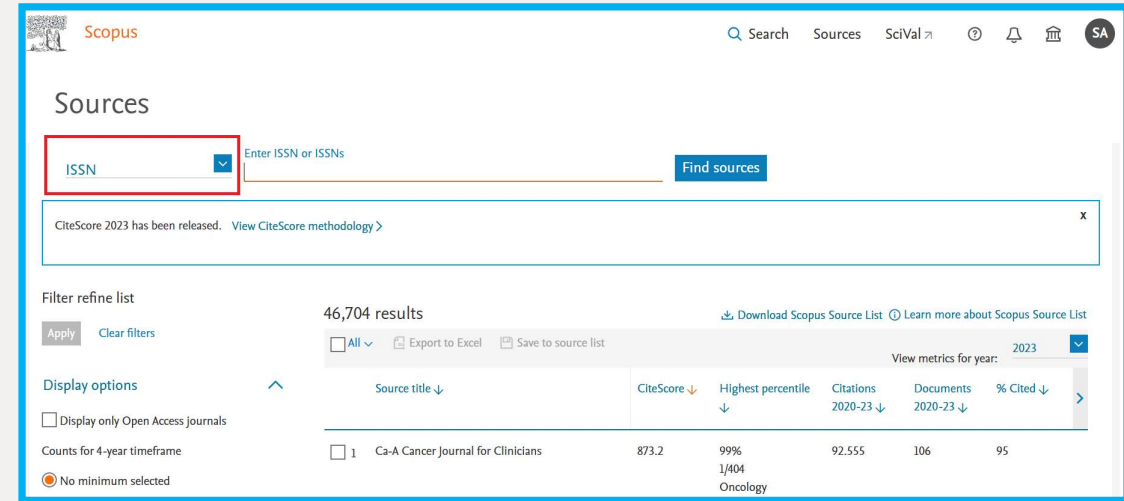 Scopus
Search Sources SciVal
SA
Sources
ISSN
Enter ISSN or ISSNs
Find sources
CiteScore 2023 has been released. View CiteScore methodology
x
Filter refine list
Apply Clear filters
46,704 results
Download Scopus Source List Learn more about Scopus Source List
All Export to Excel Save to source list
View metrics for year: 2023
Display options
Source title CiteScore Highest percentile Citations 2020-23 Documents 2020-23 % Cited
Display only Open Access journals
Counts for 4-year timeframe
No minimum selected
1 Ca-A Cancer Journal for Clinicians 873.2 99% 92.555 106 95
1/404
Oncology